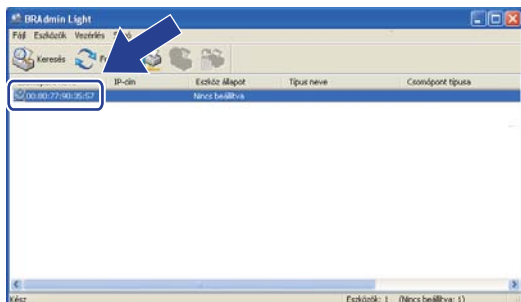 BRAdmin Light
Fájl Eszközök Vezérlés
Keresés
IP-cím Eszköz állapot Típus neve Csomópont típusa
00:80:77:90:35:57 Nincs beállítva
Kész Eszközök: 1 (Nincs beállítva: 1)